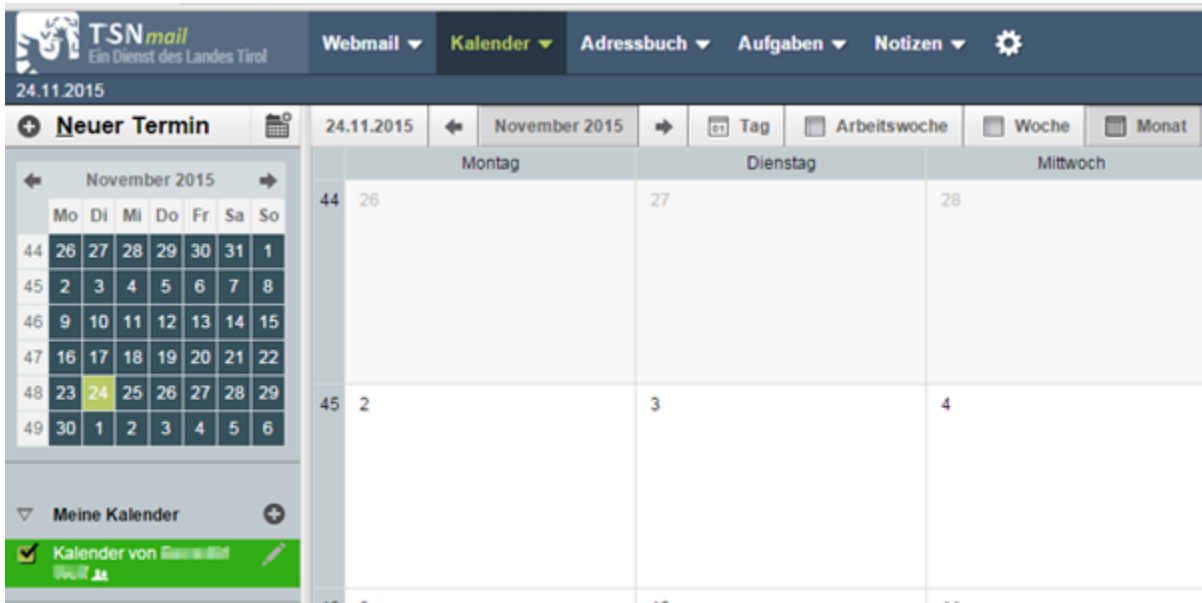 TSNmail
Ein Dienst des Landes Tirol
Webmail Kalender Adressbuch Aufgaben Notizen
24.11.2015
Neuer Termin
24.11.2015 November 2015 01 Tag Arbeitswoche Woche Monat
Montag Dienstag Mittwoch
November 2015
Mo Di Mi Do Fr Sa So
44 26 27 28 29 30 31 1
45 2 3 4 5 6 7 8
46 9 10 11 12 13 14 15
47 16 17 18 19 20 21 22
48 23 24 25 26 27 28 29
49 30 1 2 3 4 5 6
44 26 27 28
45 2 3 4
Meine Kalender
Kalender von